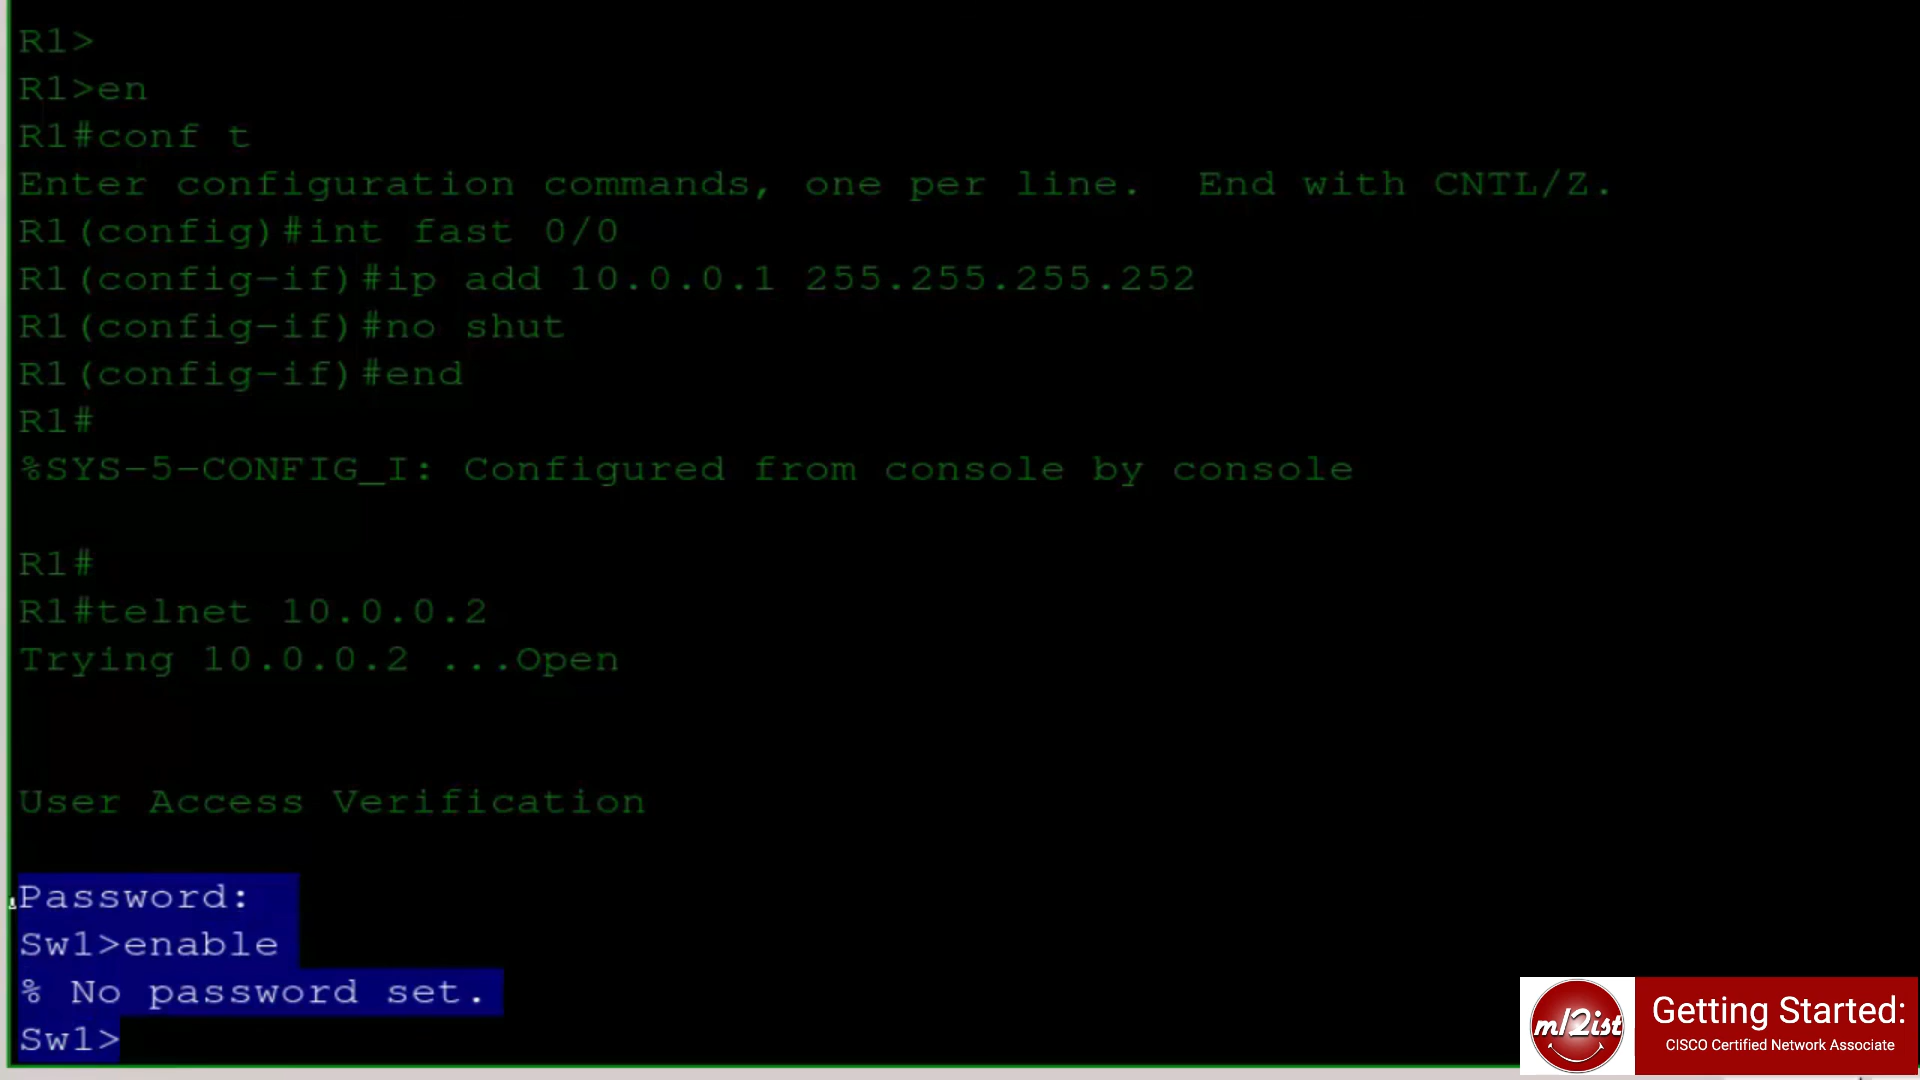 R1>
R1>en
R1#conf t
Enter configuration commands, one per line.  End with CNTL/Z.
R1(config)#int fast 0/0
R1(config-if)#ip add 10.0.0.1 255.255.255.252
R1(config-if)#no shut
R1(config-if)#end
R1#
%SYS-5-CONFIG_I: Configured from console by console
R1#
R1#telnet 10.0.0.2
Trying 10.0.0.2 ...Open
User Access Verification
Password:
Sw1>enable
% No password set.
Sw1>
m12ist
Getting Started:
CISCO Certified Network Associate